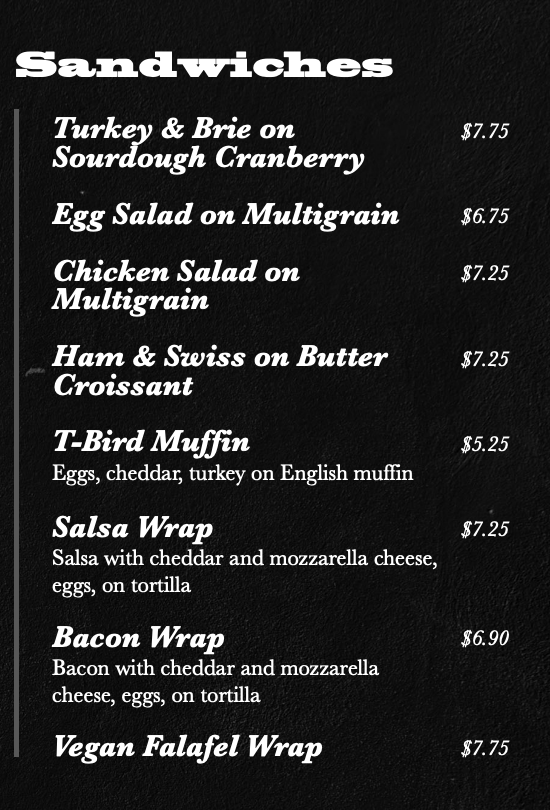 Sandwiches
Turkey & Brie on $7.75
Sourdough Cranberry
Egg Salad on Multigrain $6.75
Chicken Salad on $7.25
Multigrain
Ham & Swiss on Butter $7.25
Croissant
T-Bird Muffin $5.25
Eggs, cheddar, turkey on English muffin
Salsa Wrap $7.25
Salsa with cheddar and mozzarella cheese,
eggs, on tortilla
Bacon Wrap $6.90
Bacon with cheddar and mozzarella
cheese, eggs, on tortilla
Vegan Falafel Wrap $7.75